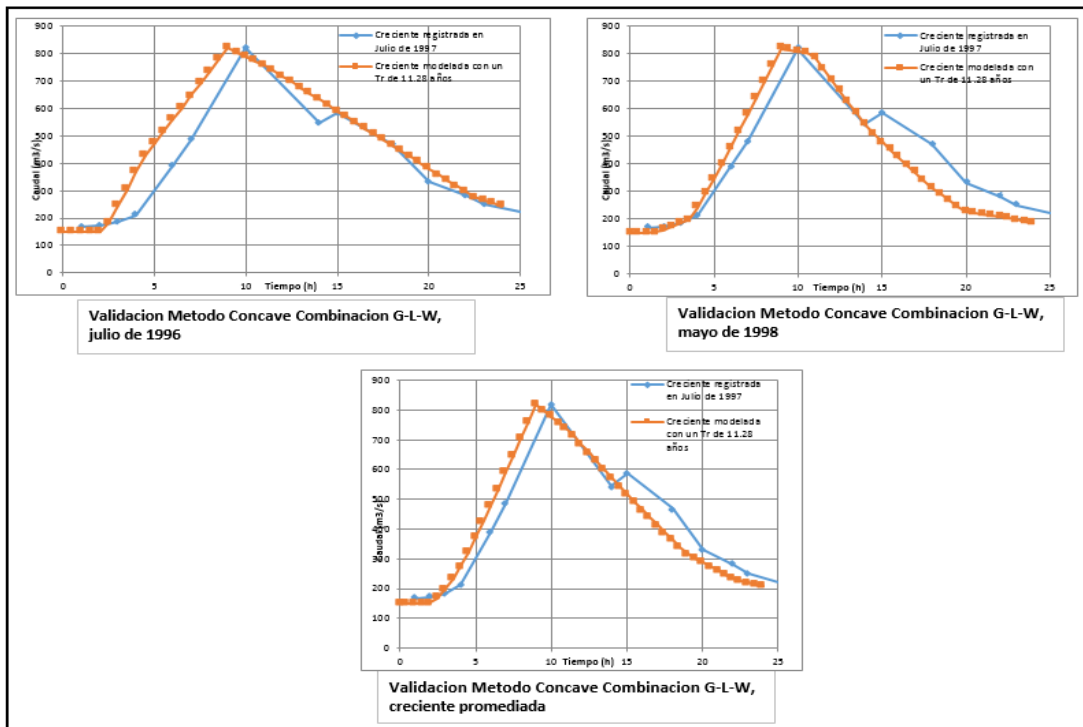 900
800
700
600
500
400
300
200
100
0
Caudal (m3/s)
Creciente registrada en
Julio de 1997
Creciente modelada con un
Tr de 11.28 años
0
5
10
15
20
25
Tiempo (h)
Validacion Metodo Concave Combinacion G-L-W,
julio de 1996
900
800
700
600
500
400
300
200
100
0
Caudal (m3/s)
Creciente registrada en
Julio de 1997
Creciente modelada con un
Tr de 11.28 años
0
5
10
15
20
25
Tiempo (h)
Validacion Metodo Concave Combinacion G-L-W,
mayo de 1998
900
800
700
600
500
400
300
200
100
0
Caudal (m3/s)
Creciente registrada
en Julio de 1997
Creciente modelada
con un Tr de 11.28
años
0
5
10
15
20
25
Tiempo (h)
Validacion Metodo Concave Combinacion G-L-W,
creciente promediada